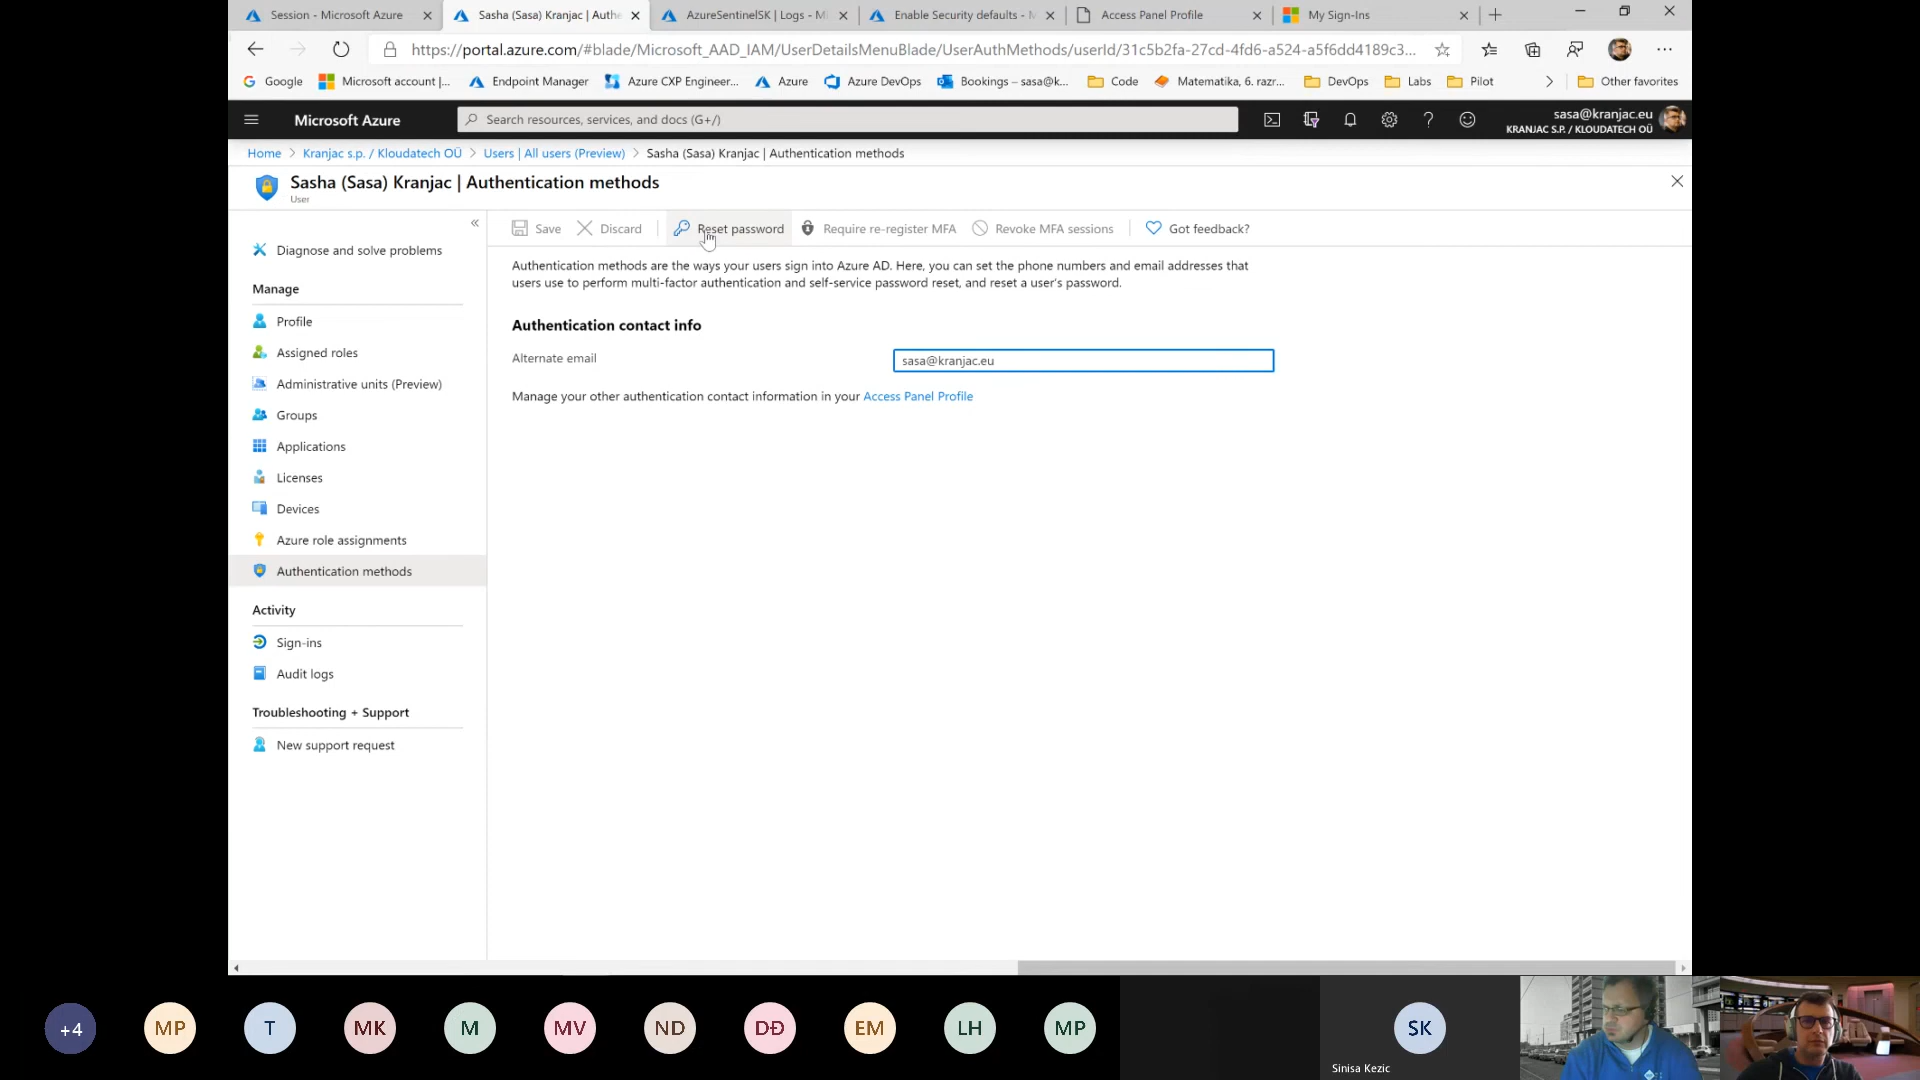 Session - Microsoft Azure
Sasha (Sasa) Kranjac | Authe
AzureSentinelSK | Logs - Mi
Enable Security defaults - M
Access Panel Profile
My Sign-Ins
https://portal.azure.com/#blade/Microsoft_AAD_IAM/UserDetailsMenuBlade/UserAuthMethods/userId/31c5b2fa-27cd-4fd6-a524-a5f6dd4189c3...
Google
Microsoft account |...
Endpoint Manager
Azure CXP Engineer...
Azure
Azure DevOps
Bookings – sasa@k...
Code
Matematika, 6. razr...
DevOps
Labs
Pilot
Other favorites
Microsoft Azure
Search resources, services, and docs (G+/)
sasa@kranjac.eu
KRANJAC S.P. / KLOUDATECH OÜ
Home > Kranjac s.p. / Kloudatech OÜ > Users | All users (Preview) > Sasha (Sasa) Kranjac | Authentication methods
Sasha (Sasa) Kranjac | Authentication methods
User
Save
Discard
Reset password
Require re-register MFA
Revoke MFA sessions
Got feedback?
Diagnose and solve problems
Manage
Profile
Assigned roles
Administrative units (Preview)
Groups
Applications
Licenses
Devices
Azure role assignments
Authentication methods
Activity
Sign-ins
Audit logs
Troubleshooting + Support
New support request
Authentication methods are the ways your users sign into Azure AD. Here, you can set the phone numbers and email addresses that
users use to perform multi-factor authentication and self-service password reset, and reset a user's password.
Authentication contact info
Alternate email
sasa@kranjac.eu
Manage your other authentication contact information in your Access Panel Profile
+4
MP
T
MK
M
MV
ND
DĐ
EM
LH
MP
SK
Sinisa Kezic